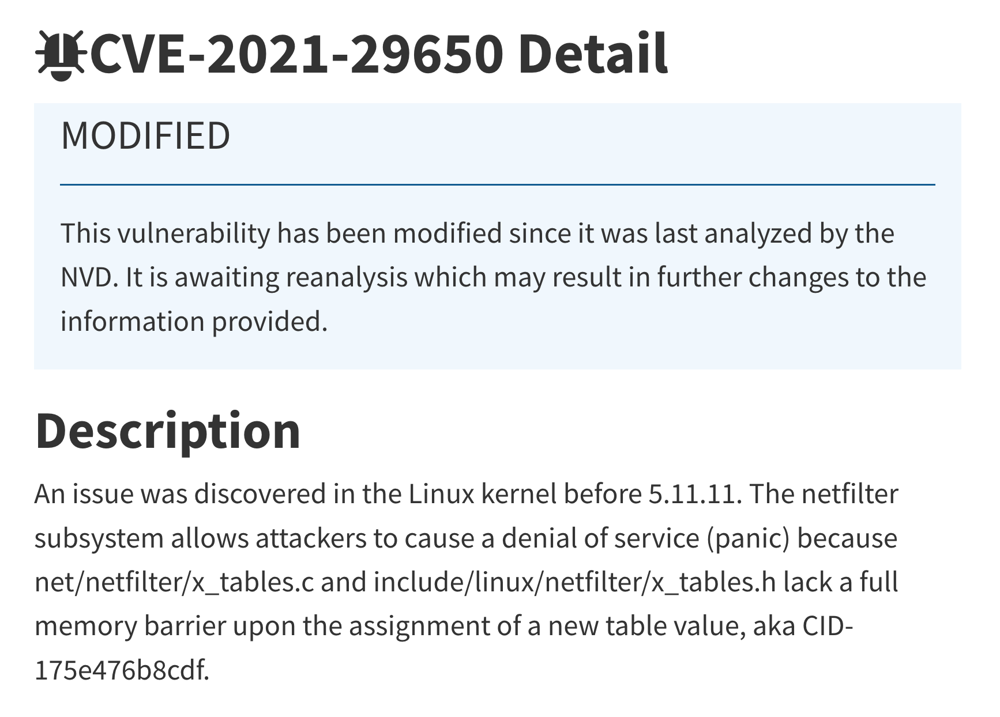 CVE-2021-29650 Detail
MODIFIED
This vulnerability has been modified since it was last analyzed by the
NVD. It is awaiting reanalysis which may result in further changes to the
information provided.
Description
An issue was discovered in the Linux kernel before 5.11.11. The netfilter
subsystem allows attackers to cause a denial of service (panic) because
net/netfilter/x_tables.c and include/linux/netfilter/x_tables.h lack a full
memory barrier upon the assignment of a new table value, aka CID-
175e476b8cdf.